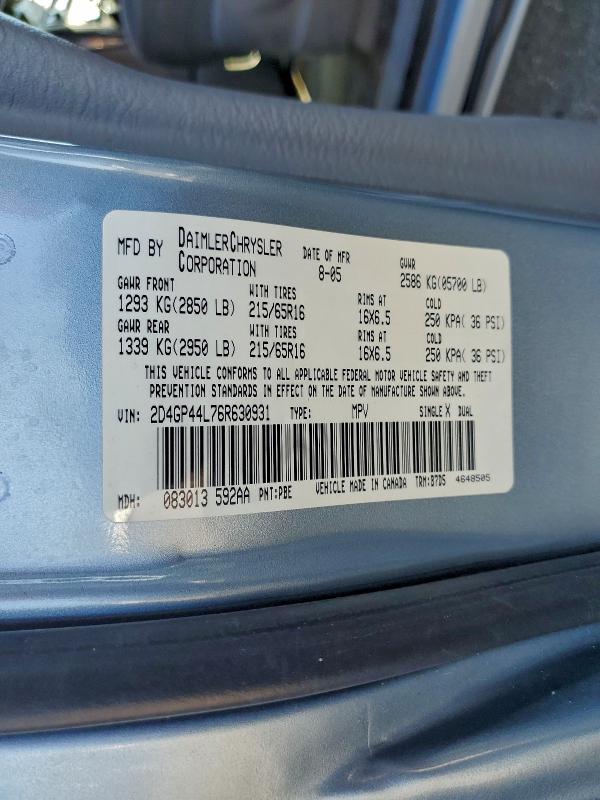 MFD BY DAIMLERCHRYSLER CORPORATION DATE OF MFR 8-05 GVWR 2586 KG(05700 LB)
GAWR FRONT WITH TIRES RIMS AT COLD
1293 KG(2850 LB) 215/65R16 16X6.5 250 KPA( 36 PSI)
GAWR REAR WITH TIRES RIMS AT COLD
1339 KG(2950 LB) 215/65R16 16X6.5 250 KPA( 36 PSI)
THIS VEHICLE CONFORMS TO ALL APPLICABLE FEDERAL MOTOR VEHICLE SAFETY AND THEFT
PREVENTION STANDARDS IN EFFECT ON THE DATE OF MANUFACTURE SHOWN ABOVE.
VIN: 2D4GP44L76R630931 TYPE: MPV SINGLE X DUAL
MDH: 083013 592AA PNT:PBE VEHICLE MADE IN CANADA TRM:B7D5 4648505